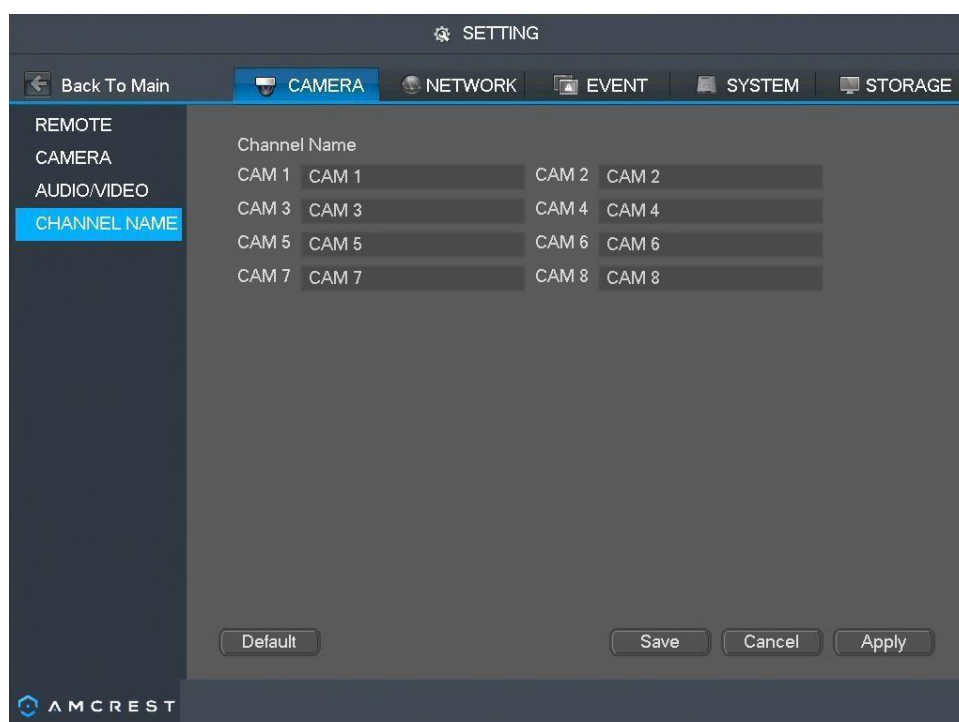 SETTING
Back To Main CAMERA NETWORK EVENT SYSTEM STORAGE
REMOTE
CAMERA
AUDIO/VIDEO
CHANNEL NAME
Channel Name
CAM 1 CAM 1 CAM 2 CAM 2
CAM 3 CAM 3 CAM 4 CAM 4
CAM 5 CAM 5 CAM 6 CAM 6
CAM 7 CAM 7 CAM 8 CAM 8
Default Save Cancel Apply
AMCREST